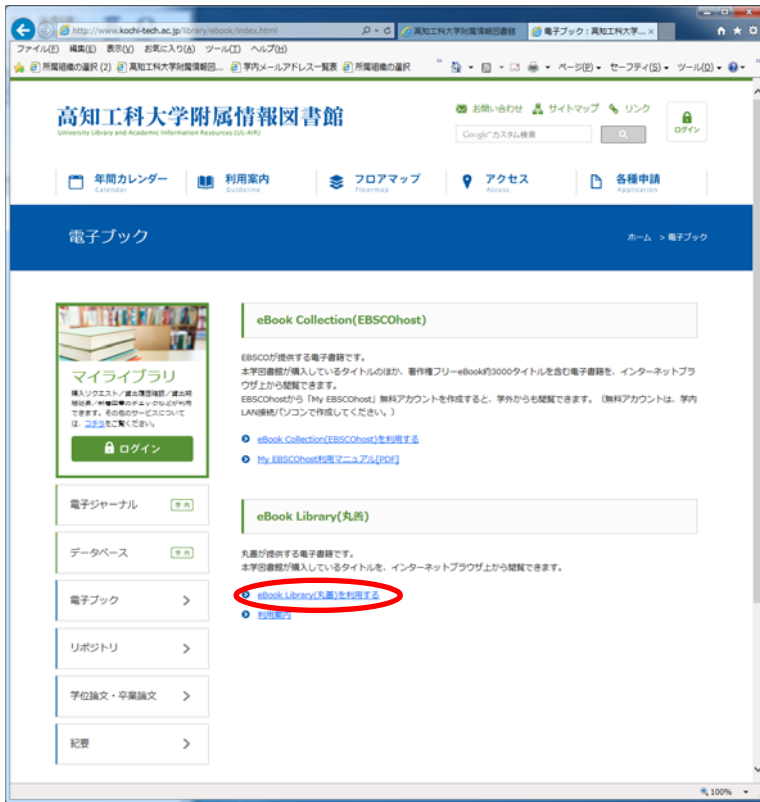 http://www.kochi-tech.ac.jp/library/ebook/index.html
高知工科大学附属情報図書館
電子ブック：高知工科大学... ×
ファイル(F) 編集(E) 表示(V) お気に入り(A) ツール(T) ヘルプ(H)
所属組織の選択 (2) 高知工科大学附属情報図... 学内メールアドレス一覧表 所属組織の選択
ページ(P) セーフティ(S) ツール(O)
高知工科大学附属情報図書館
University Library and Academic Information Resources (UL-AIR)
お問い合わせ サイトマップ リンク
Google™ カスタム検索
ログイン
年間カレンダー 利用案内 フロアマップ アクセス 各種申請
Calendar Guideline Floormap Access Application
電子ブック
ホーム > 電子ブック
マイライブラリ
購入リクエスト／貸出履歴確認／貸出期
できます。その他のサービスについて
は、コチラをご覧ください。
ログイン
電子ジャーナル 学内
データベース 学内
電子ブック
リポジトリ
学位論文・卒業論文
紀要
eBook Collection(EBSCOhost)
EBSCOが提供する電子書籍です。
本学図書館が購入しているタイトルのほか、著作権フリーeBook約3000タイトルを含む電子書籍を、インターネットブラ
ウザ上から閲覧できます。
EBSCOhostから「My EBSCOhost」無料アカウントを作成すると、学外からも閲覧できます。（無料アカウントは、学内
LAN接続パソコンで作成してください。）
eBook Collection(EBSCOhost)を利用する
My EBSCOhost利用マニュアル[PDF]
eBook Library(丸善)
丸善が提供する電子書籍です。
本学図書館が購入しているタイトルを、インターネットブラウザ上から閲覧できます。
eBook Library(丸善)を利用する
利用案内
100%